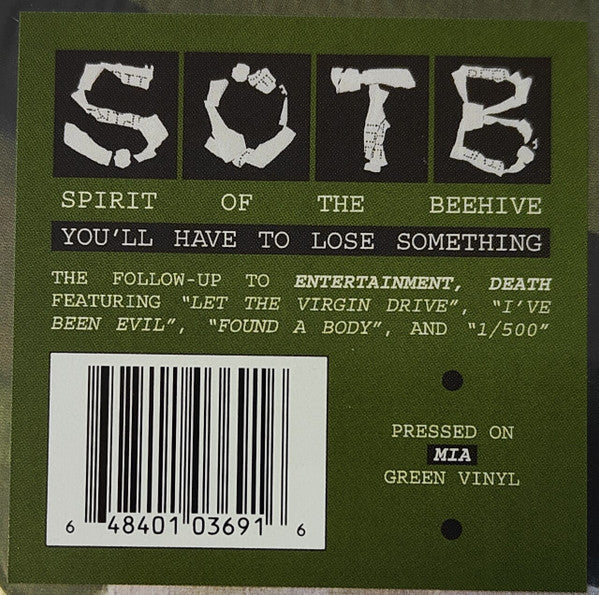 SOTB
SPIRIT OF THE BEEHIVE
YOU'LL HAVE TO LOSE SOMETHING
THE FOLLOW-UP TO ENTERTAINMENT, DEATH
FEATURING "LET THE VIRGIN DRIVE", "I'VE
BEEN EVIL", "FOUND A BODY", AND "1/500"
6 48401 03691 6
PRESSED ON
MIA
GREEN VINYL